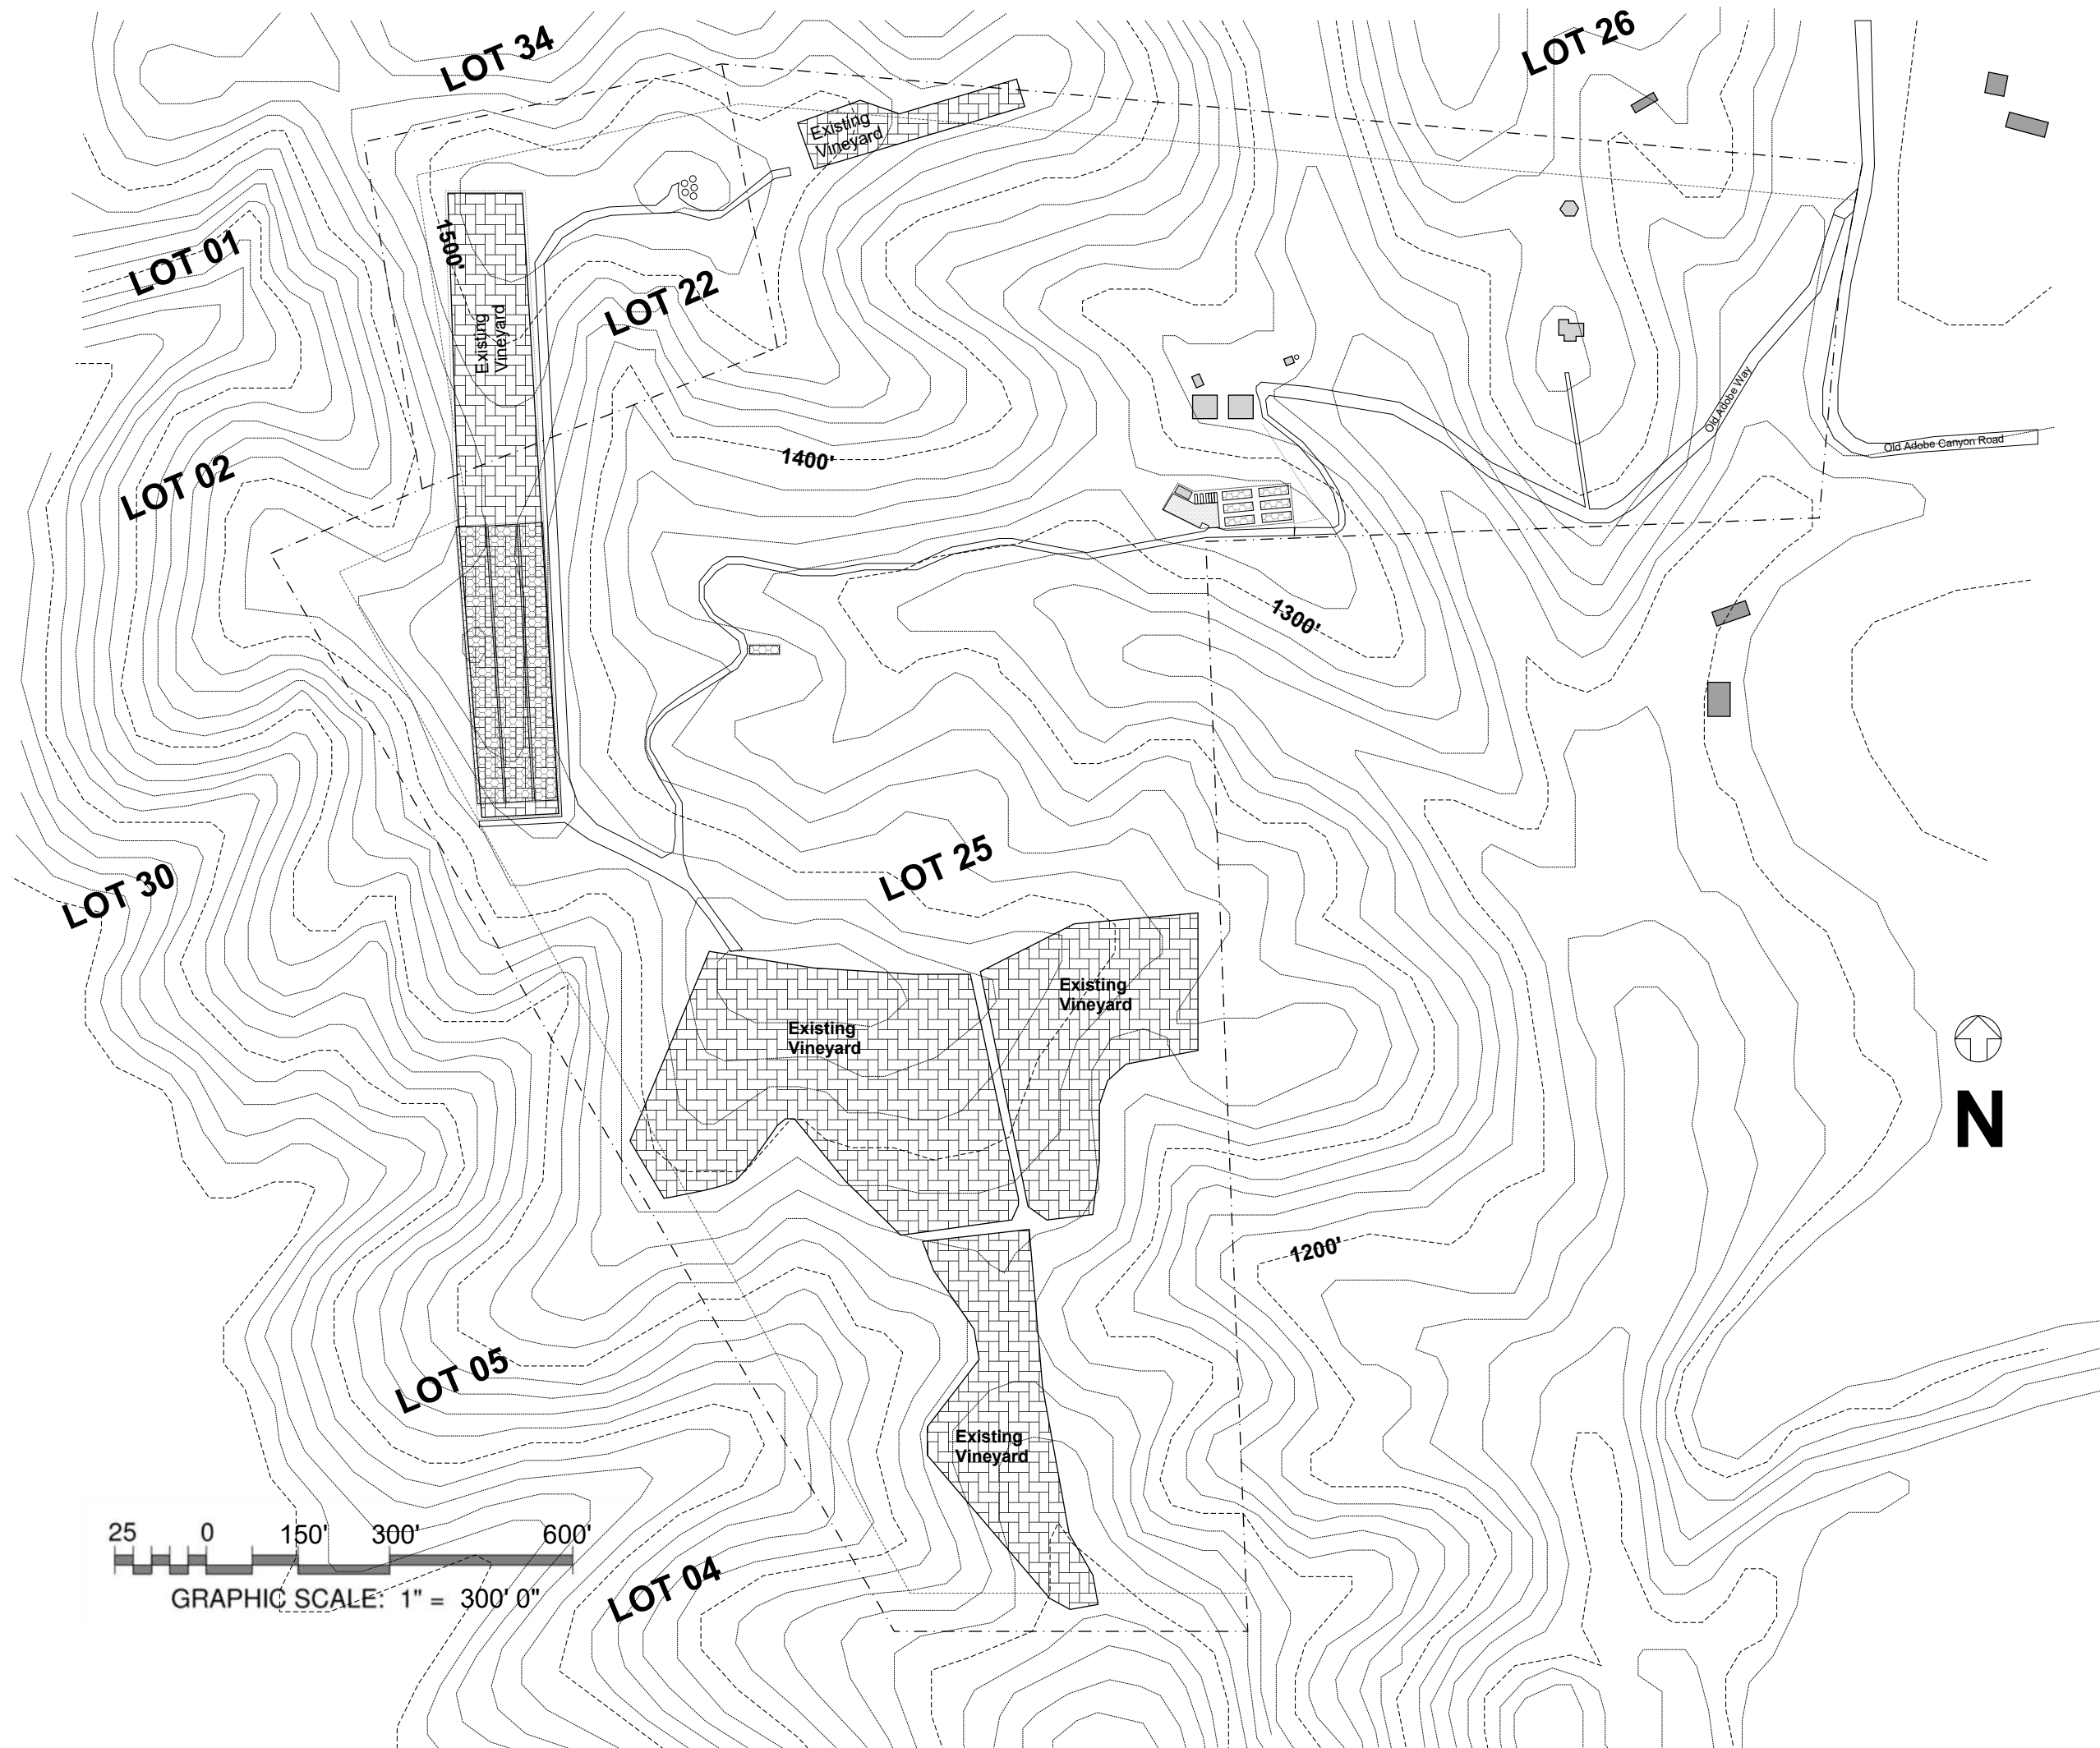 LOT 34
LOT 26
Existing
Vineyard
LOT 01
1500'
LOT 22
Existing
Vineyard
Old Adobe Way
Old Adobe Canyon Road
1400'
LOT 02
1300'
LOT 25
LOT 30
Existing
Vineyard
Existing
Vineyard
N
1200'
LOT 05
Existing
Vineyard
25 0 150' 300' 600'
GRAPHIC SCALE: 1" = 300' 0"
LOT 04